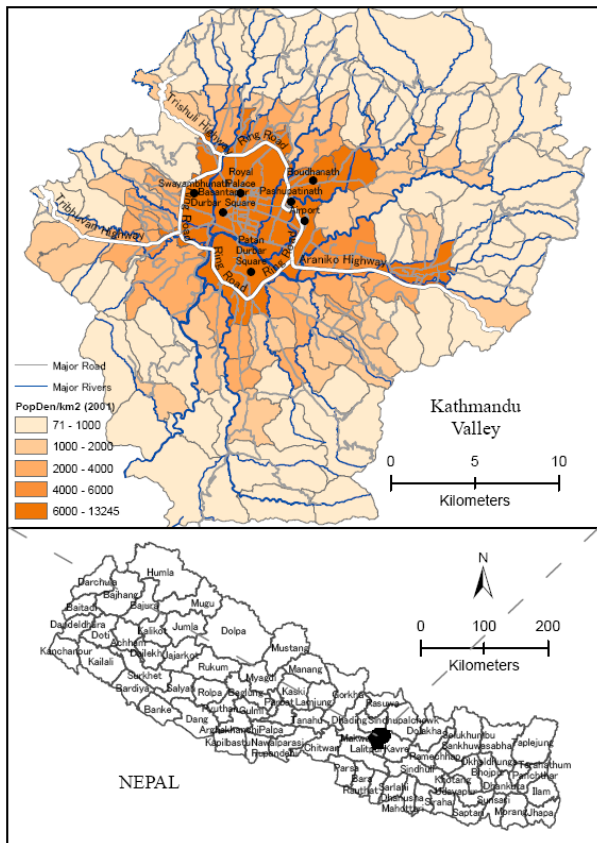 Trishuli Highwa
Ring Road
Boudhanath
Royal
Palace
Swayambhunath
Basantapur
Durbar Square
Pashupatinath
Airport
Ring Road
Tribhuvan Highway
Patan
Durbar
Square
Ring Road
Ring Road
Araniko Highway
Major Road
Major Rivers
PopDen/km2 (2001)
71 - 1000
1000 - 2000
2000 - 4000
4000 - 6000
6000 - 13245
Kathmandu
Valley
0 5 10
Kilometers
N
0 100 200
Kilometers
Humla
Darchula
Bajhang
Mugu
Baitadi
Bajura
Dolpa
Jumla
Dandeldhura
Doti
Kalikot
Achham
Mustang
Kanchanpur
Kailali
Dailekh
Jajarkot
Rukum
Manang
Surkhet
Myagdi
Kaski
Gorkha
Rasuwa
Bardiya
Salyan
Rolpa
Baglung
Parbat
Lamjung
Banke
Pyuthan
Gulmi
Tanahu
Dhading
Sindhupalchowk
Dang
Dolakha
Solukhumbu
Taplejung
Arghakhanchi
Palpa
Sankhuwasabha
Kapilbastu
Nawalparasi
Chitwan
Lalitpur
Kavre
Ramechhap
Rupandehi
Okhaldhunga
Terhathum
Parsa
Sindhuli
Khotang
Bhojpur
Panchthar
Bara
Rauthat
Sarlahi
Udayapur
Dhankuta
Ilam
Dhanusha
Siraha
Sunsari
Mahottari
Saptari
Morang
Jhapa
NEPAL